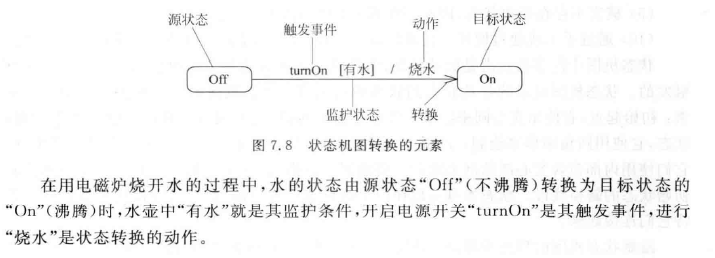 源状态
触发事件
动作
目标状态
Off
turnOn [有水] / 烧水
On
监护状态
转换
图 7.8 状态机图转换的元素
在用电磁炉烧开水的过程中,水的状态由源状态“Off”(不沸腾)转换为目标状态的
“On”(沸腾)时,水壶中“有水”就是其监护条件,开启电源开关“turnOn”是其触发事件,进行
“烧水”是状态转换的动作。